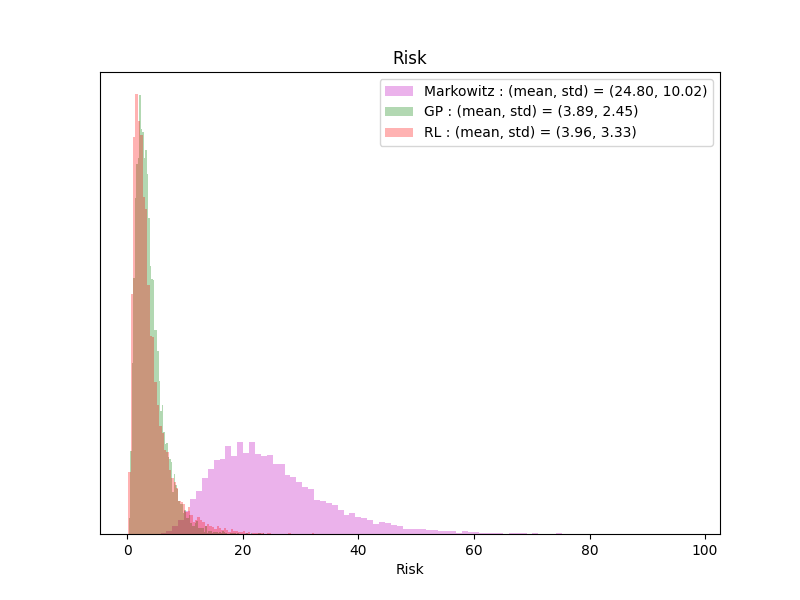 Risk
Markowitz : (mean, std) = (24.80, 10.02)
GP : (mean, std) = (3.89, 2.45)
RL : (mean, std) = (3.96, 3.33)
0 20 40 60 80 100
Risk